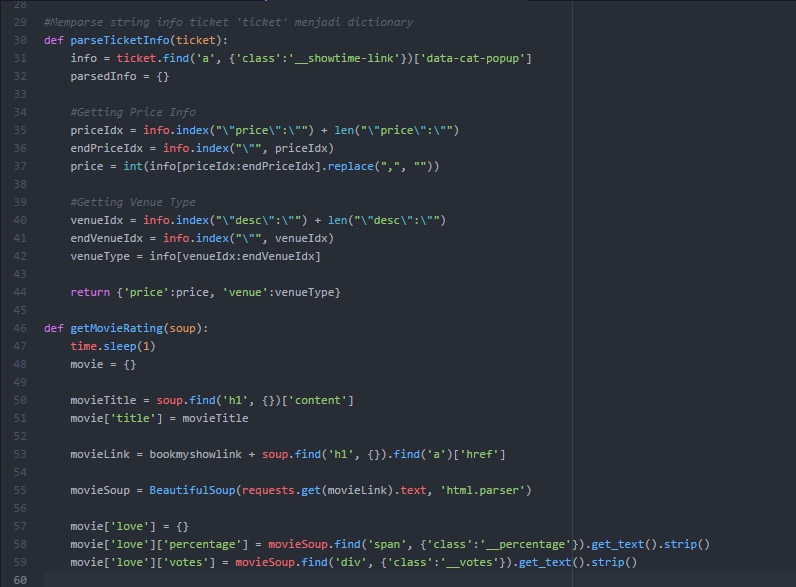 28
29 #Memparse string info ticket 'ticket' menjadi dictionary
30 def parseTicketInfo(ticket):
31     info = ticket.find('a', {'class':'__showtime-link'})['data-cat-popup']
32     parsedInfo = {}
33
34     #Getting Price Info
35     priceIdx = info.index("\"price\":\"") + len("\"price\":\"")
36     endPriceIdx = info.index("\"", priceIdx)
37     price = int(info[priceIdx:endPriceIdx].replace(",", ""))
38
39     #Getting Venue Type
40     venueIdx = info.index("\"desc\":\"") + len("\"desc\":\"")
41     endVenueIdx = info.index("\"", venueIdx)
42     venueType = info[venueIdx:endVenueIdx]
43
44     return {'price':price, 'venue':venueType}
45
46 def getMovieRating(soup):
47     time.sleep(1)
48     movie = {}
49
50     movieTitle = soup.find('h1', {})['content']
51     movie['title'] = movieTitle
52
53     movieLink = bookmyshowlink + soup.find('h1', {}).find('a')['href']
54
55     movieSoup = BeautifulSoup(requests.get(movieLink).text, 'html.parser')
56
57     movie['love'] = {}
58     movie['love']['percentage'] = movieSoup.find('span', {'class':'__percentage'}).get_text().strip()
59     movie['love']['votes'] = movieSoup.find('div', {'class':'__votes'}).get_text().strip()
60